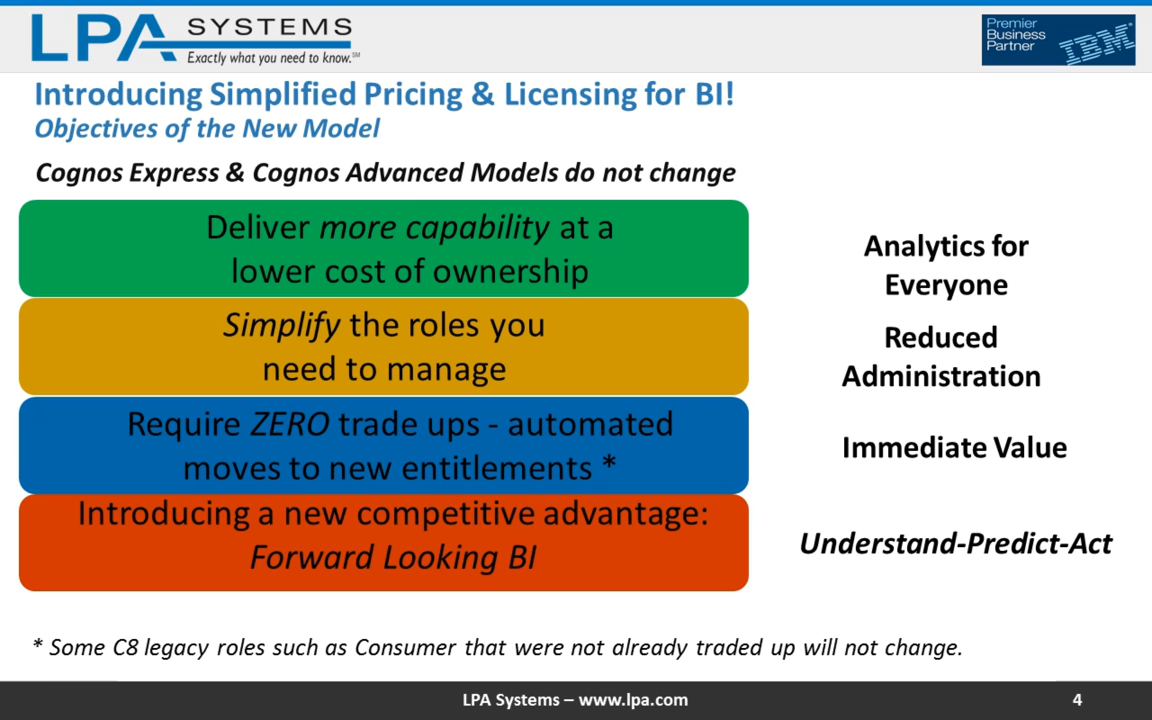 LPA SYSTEMS
Exactly what you need to know.℠
Premier
Business
Partner
IBM®
Introducing Simplified Pricing & Licensing for BI!
Objectives of the New Model
Cognos Express & Cognos Advanced Models do not change
Deliver more capability at a
lower cost of ownership
Analytics for
Everyone
Simplify the roles you
need to manage
Reduced
Administration
Require ZERO trade ups - automated
moves to new entitlements *
Immediate Value
Introducing a new competitive advantage:
Forward Looking BI
Understand-Predict-Act
* Some C8 legacy roles such as Consumer that were not already traded up will not change.
LPA Systems – www.lpa.com
4